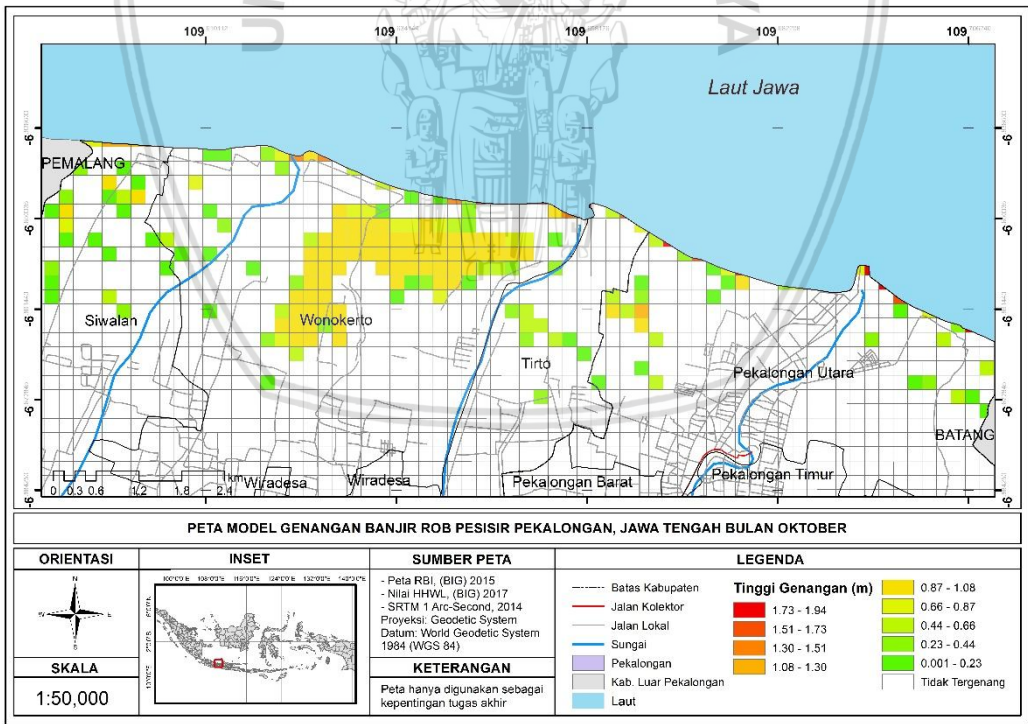 109
109
109
109
109
Laut Jawa
-6
-6
-6
-6
-6
-6
-6
-6
-6
-6
PEMALANG
Siwalan
Wonokerto
Tirto
Pekalongan Utara
BATANG
Wiradesa
Wiradesa
Pekalongan Barat
Pekalongan Timur
km
0 0.3 0.6 1.2 1.8 2.4
PETA MODEL GENANGAN BANJIR ROB PESISIR PEKALONGAN, JAWA TENGAH BULAN OKTOBER
ORIENTASI
N
W
E
S
SKALA
1:50,000
INSET
SUMBER PETA
- Peta RBI, (BIG) 2015
- Nilai HHWL, (BIG) 2017
- SRTM 1 Arc-Second, 2014
Proyeksi: Geodetic System
Datum: World Geodetic System
1984 (WGS 84)
KETERANGAN
Peta hanya digunakan sebagai
kepentingan tugas akhir
LEGENDA
Batas Kabupaten
Jalan Kolektor
Jalan Lokal
Sungai
Pekalongan
Kab. Luar Pekalongan
Laut
Tinggi Genangan (m)
1.73 - 1.94
1.51 - 1.73
1.30 - 1.51
1.08 - 1.30
0.87 - 1.08
0.66 - 0.87
0.44 - 0.66
0.23 - 0.44
0.001 - 0.23
Tidak Tergenang